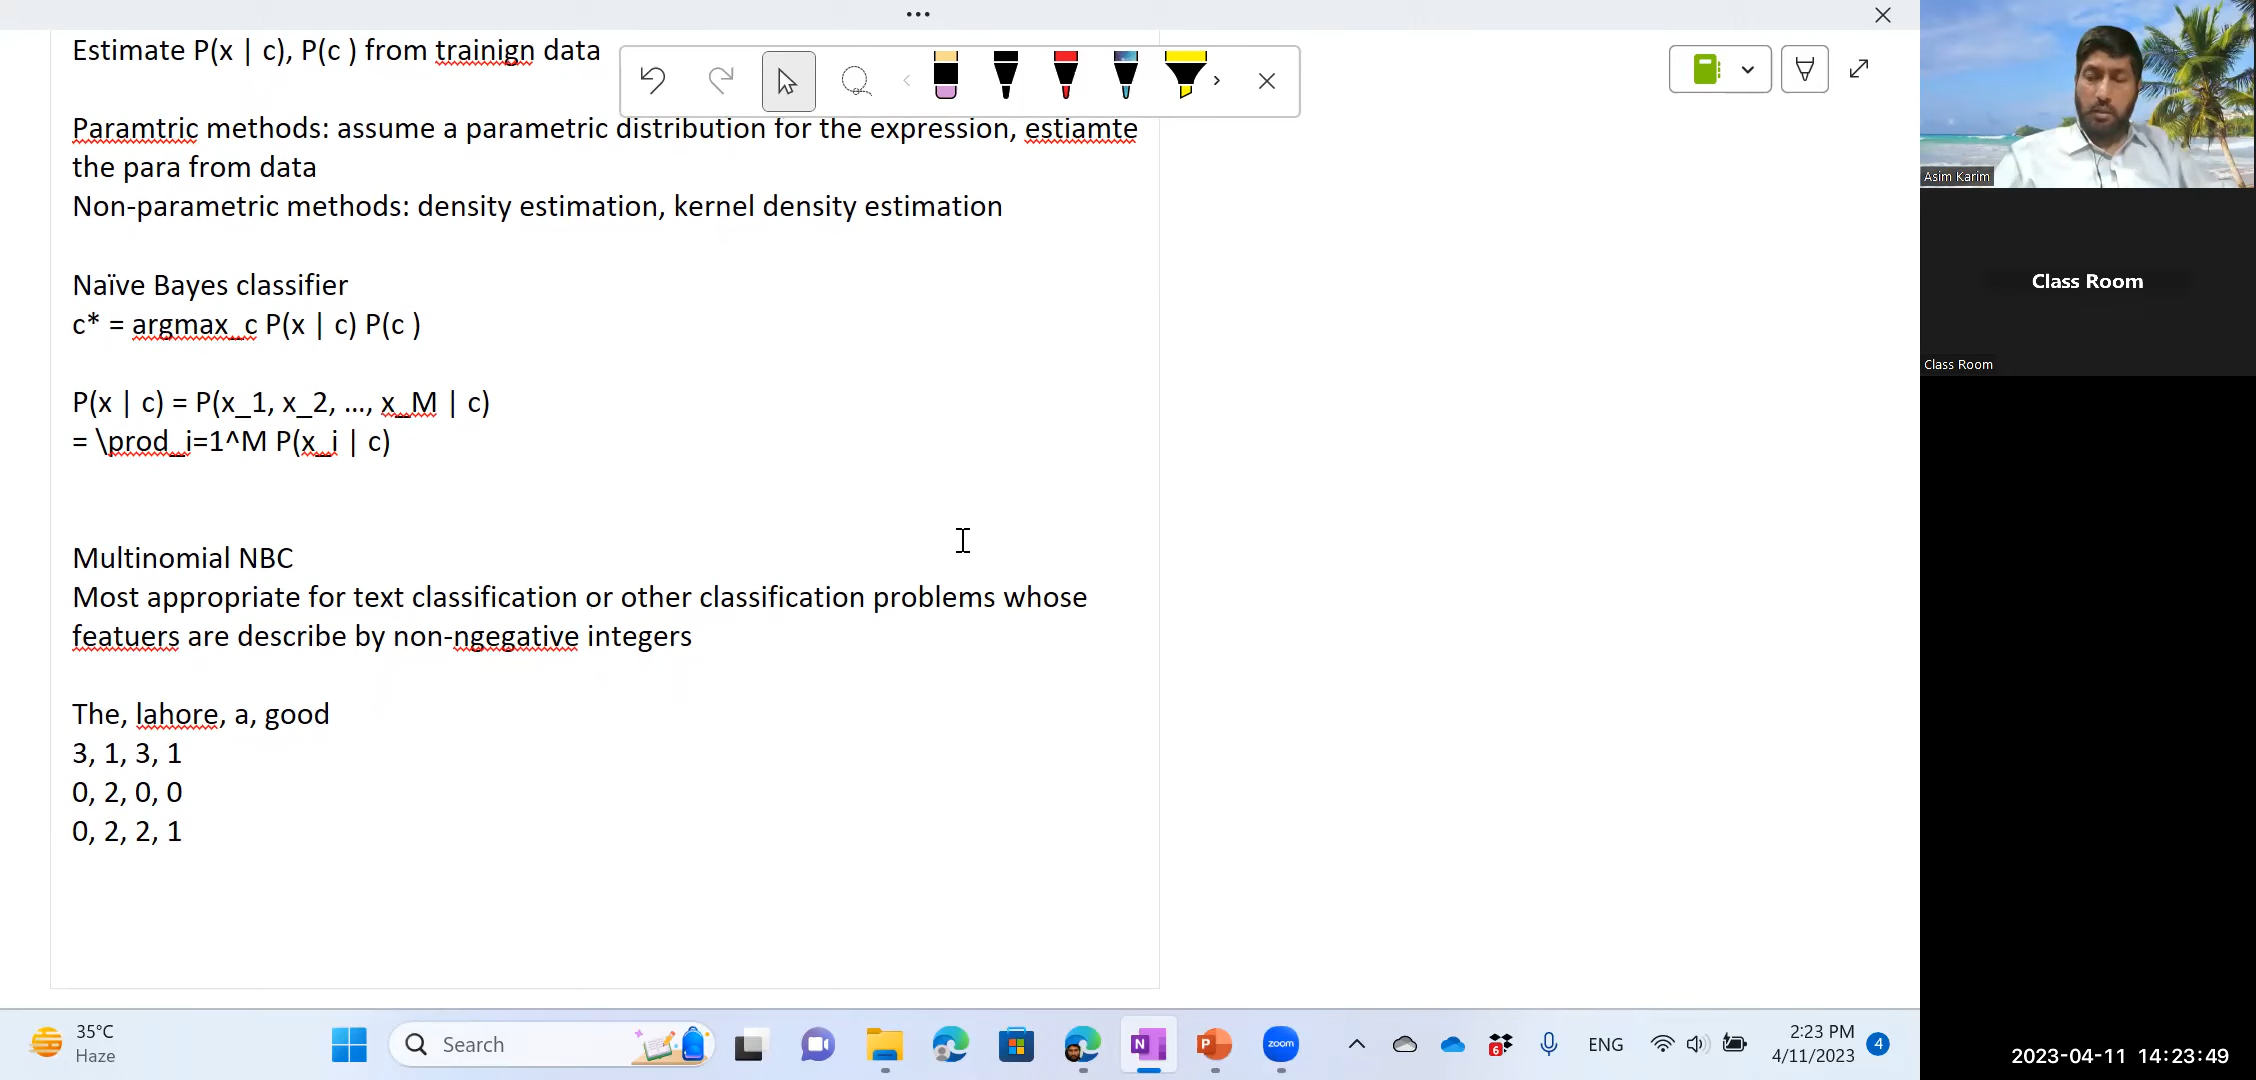 Estimate P(x | c), P(c ) from trainign data
Paramtric methods: assume a parametric distribution for the expression, estiamte
the para from data
Non-parametric methods: density estimation, kernel density estimation
Naïve Bayes classifier
c* = argmax_c P(x | c) P(c )
P(x | c) = P(x_1, x_2, …, x_M | c)
= \prod_i=1^M P(x_i | c)
Multinomial NBC
Most appropriate for text classification or other classification problems whose
featuers are describe by non-ngegative integers
The, lahore, a, good
3, 1, 3, 1
0, 2, 0, 0
0, 2, 2, 1
Asim Karim
Class Room
Class Room
35°C
Haze
Search
N
P
zoom
6
ENG
2:23 PM
4/11/2023
4
2023-04-11 14:23:49